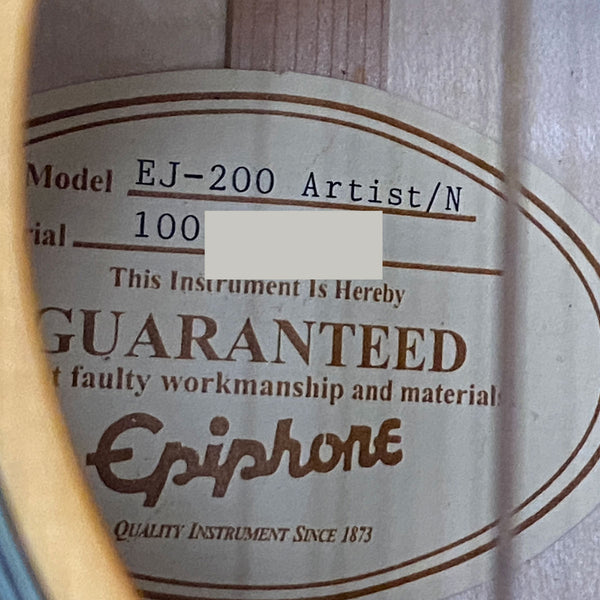 Model EJ-200 Artist/N
rial 100
This Instrument Is Hereby
GUARANTEED
t faulty workmanship and material
Epiphone
QUALITY INSTRUMENT SINCE 1873